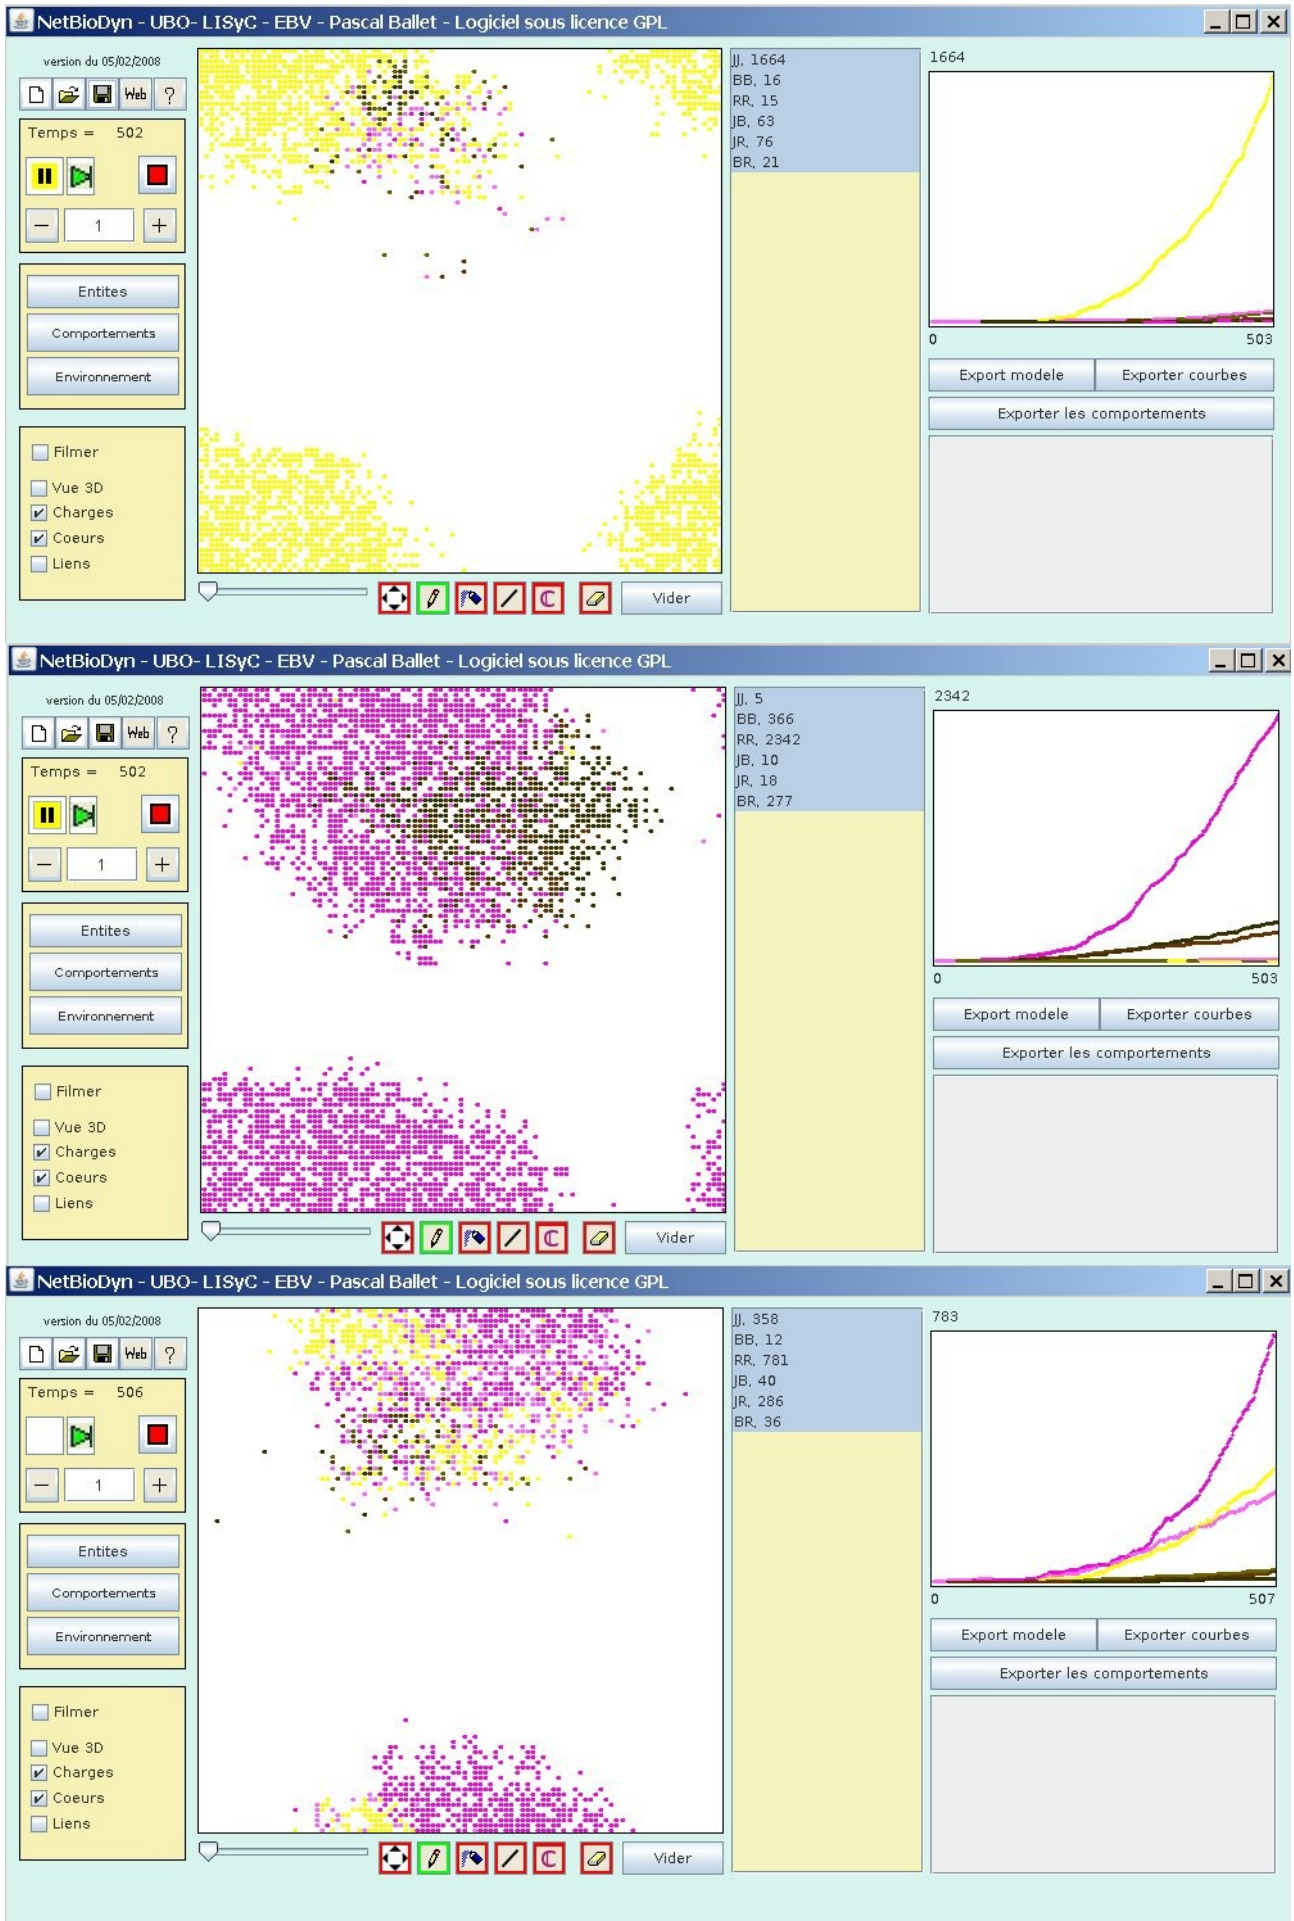 NetBioDyn - UBO- LISyC - EBV - Pascal Ballet - Logiciel sous licence GPL
version du 05/02/2008
Web ?
Temps = 502
1
Entites
Comportements
Environnement
Filmer
Vue 3D
Charges
Coeurs
Liens
Vider
JJ, 1664
BB, 16
RR, 15
JB, 63
JR, 76
BR, 21
1664
0 503
Export modele Exporter courbes
Exporter les comportements
NetBioDyn - UBO- LISyC - EBV - Pascal Ballet - Logiciel sous licence GPL
version du 05/02/2008
Web ?
Temps = 502
1
Entites
Comportements
Environnement
Filmer
Vue 3D
Charges
Coeurs
Liens
Vider
JJ, 5
BB, 366
RR, 2342
JB, 10
JR, 18
BR, 277
2342
0 503
Export modele Exporter courbes
Exporter les comportements
NetBioDyn - UBO- LISyC - EBV - Pascal Ballet - Logiciel sous licence GPL
version du 05/02/2008
Web ?
Temps = 506
1
Entites
Comportements
Environnement
Filmer
Vue 3D
Charges
Coeurs
Liens
Vider
JJ, 358
BB, 12
RR, 781
JB, 40
JR, 286
BR, 36
783
0 507
Export modele Exporter courbes
Exporter les comportements